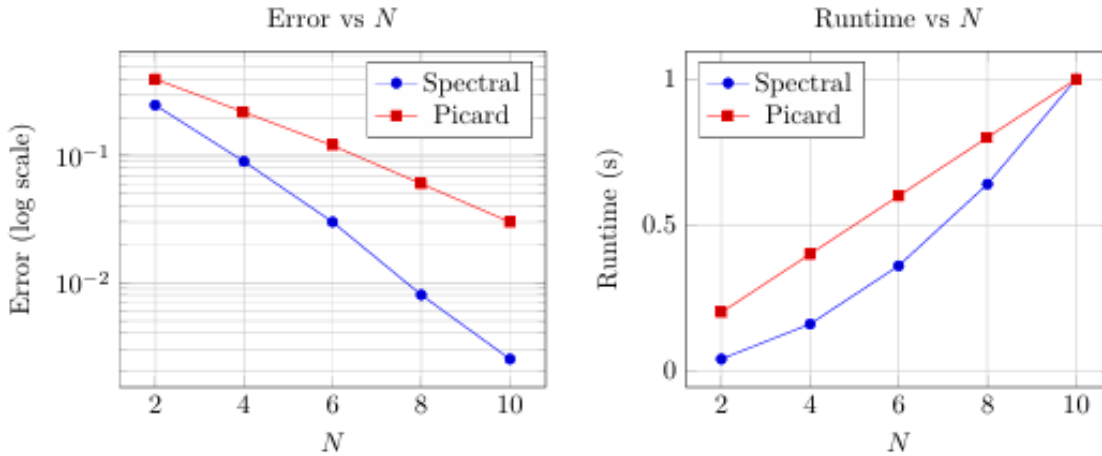 Error vs N
Spectral
Picard
Error (log scale)
10⁻¹
10⁻²
2 4 6 8 10
N
Runtime vs N
Spectral
Picard
Runtime (s)
1
0.5
0
2 4 6 8 10
N